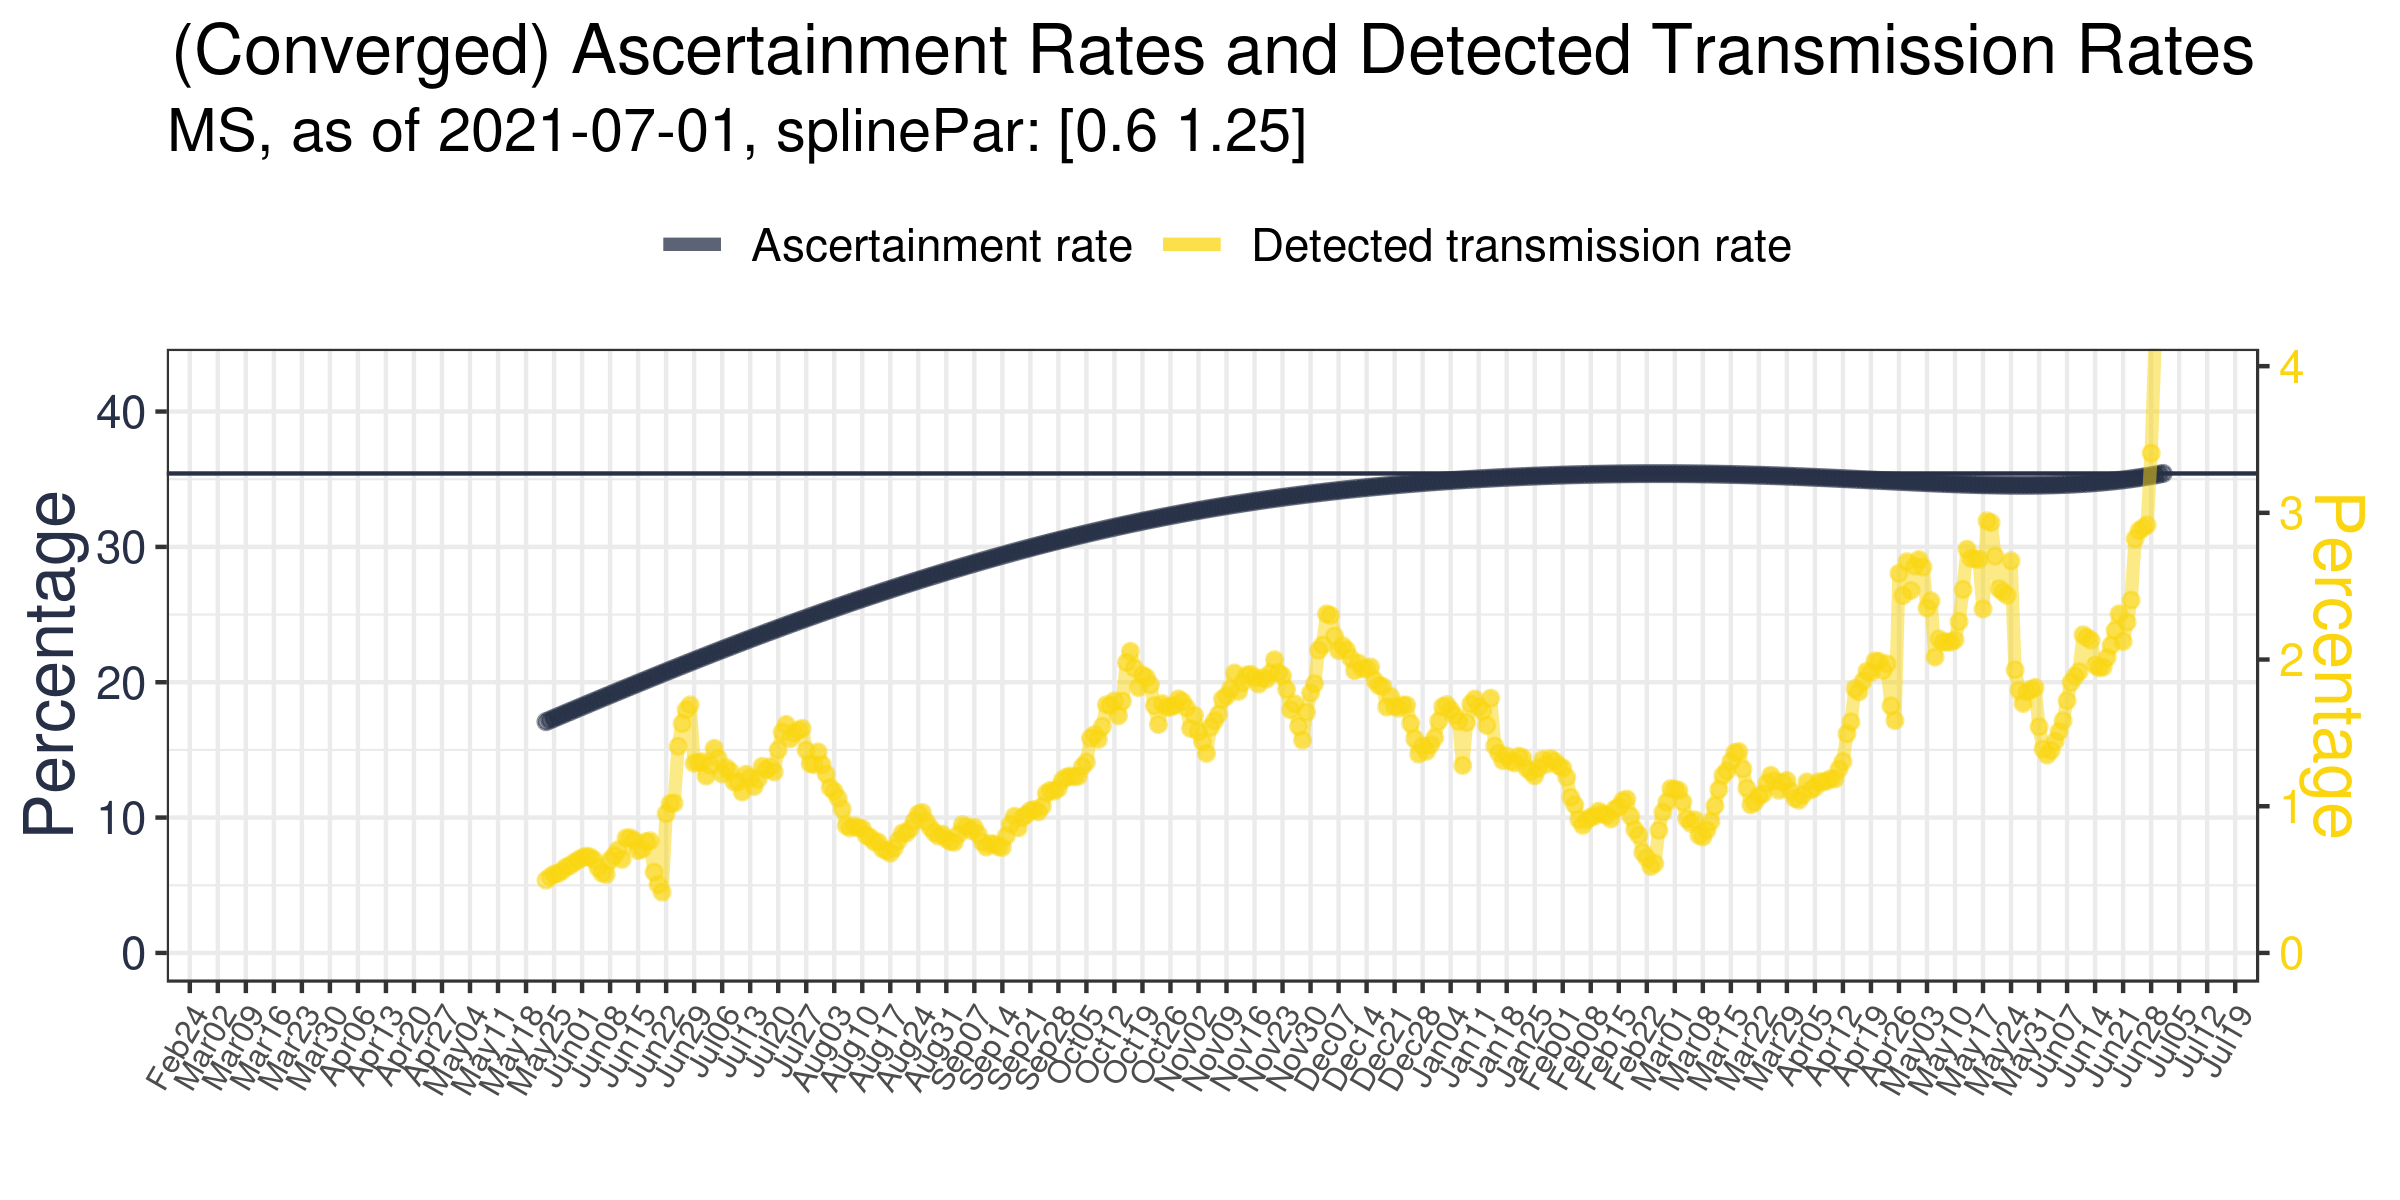 (Converged) Ascertainment Rates and Detected Transmission Rates
MS, as of 2021-07-01, splinePar: [0.6 1.25]
Ascertainment rate
Detected transmission rate
Percentage
40
30
20
10
0
4
3
2
1
0
Percentage
Feb24
Mar02
Mar09
Mar16
Mar23
Mar30
Apr06
Apr13
Apr20
Apr27
May04
May11
May18
May25
Jun01
Jun08
Jun15
Jun22
Jun29
Jul06
Jul13
Jul20
Jul27
Aug03
Aug10
Aug17
Aug24
Aug31
Sep07
Sep14
Sep21
Sep28
Oct05
Oct12
Oct19
Oct26
Nov02
Nov09
Nov16
Nov23
Nov30
Dec07
Dec14
Dec21
Dec28
Jan04
Jan11
Jan18
Jan25
Feb01
Feb08
Feb15
Feb22
Mar01
Mar08
Mar15
Mar22
Mar29
Apr05
Apr12
Apr19
Apr26
May03
May10
May17
May24
May31
Jun07
Jun14
Jun21
Jun28
Jul05
Jul12
Jul19